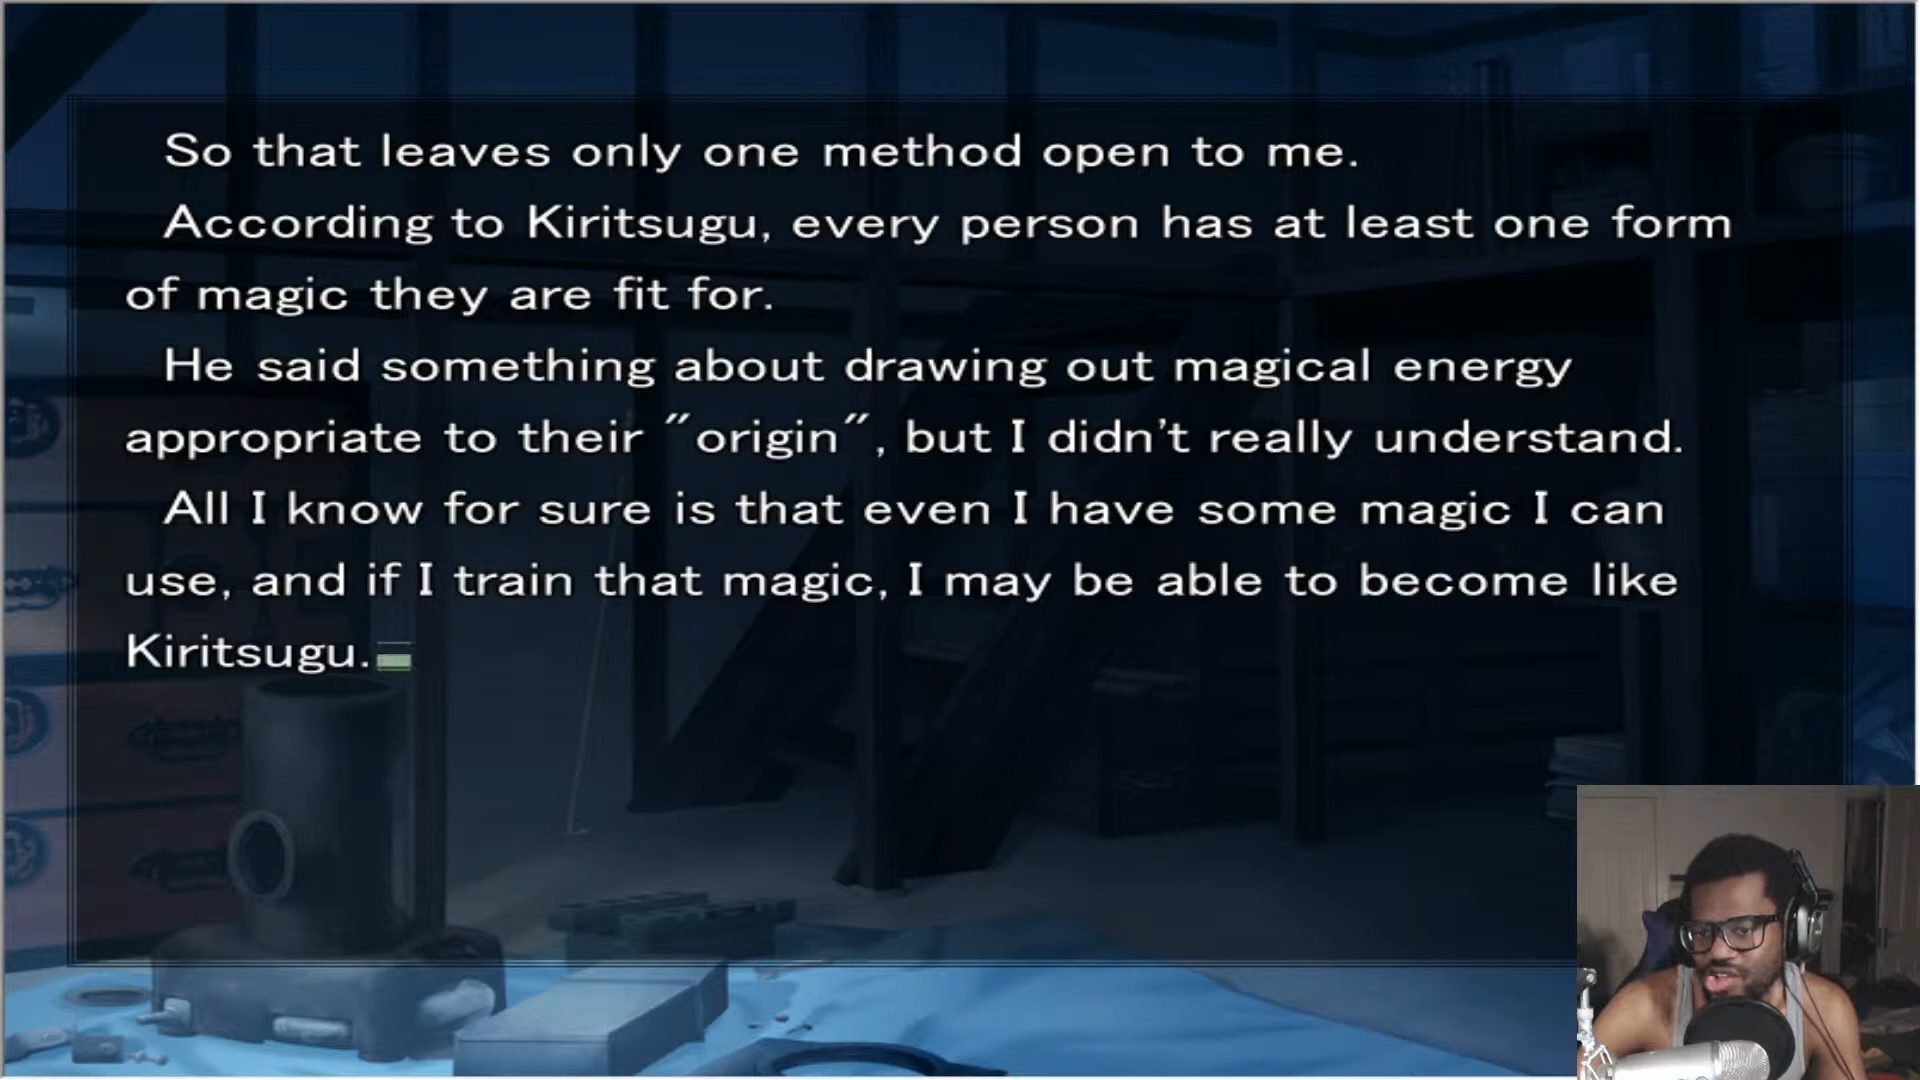 So that leaves only one method open to me.
According to Kiritsugu, every person has at least one form
of magic they are fit for.
He said something about drawing out magical energy
appropriate to their "origin", but I didn't really understand.
All I know for sure is that even I have some magic I can
use, and if I train that magic, I may be able to become like
Kiritsugu.